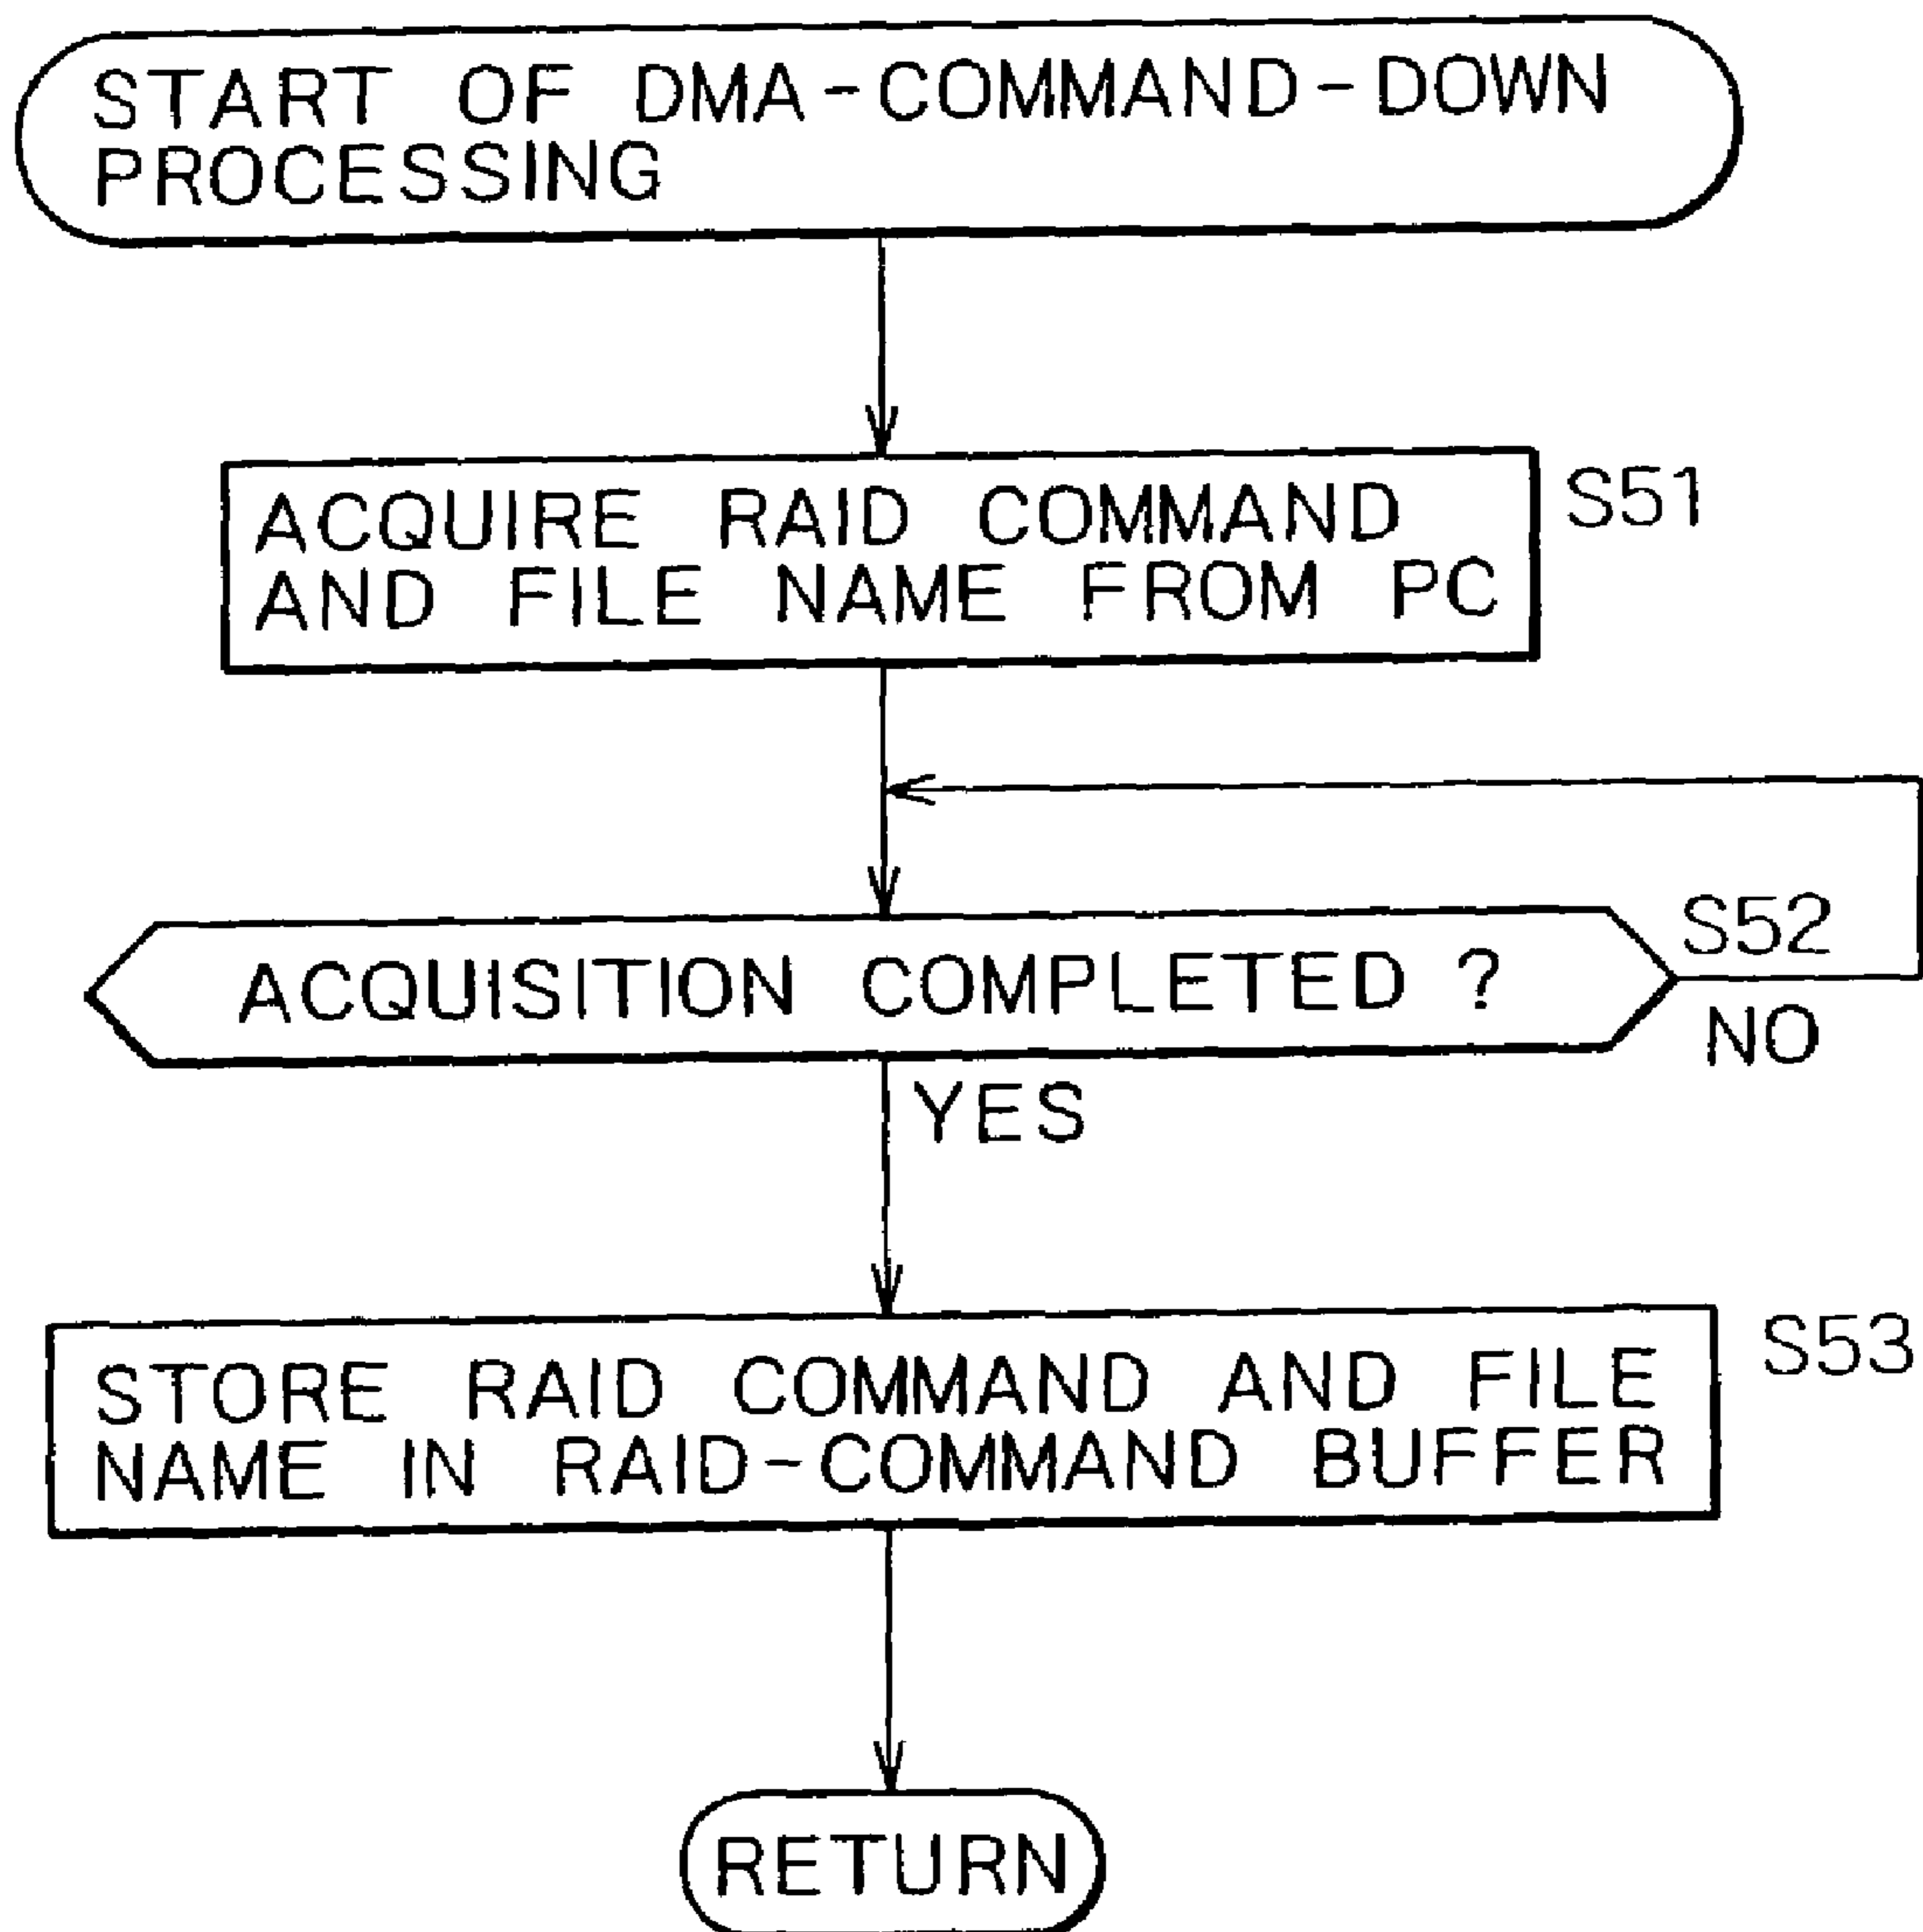 START OF DMA-COMMAND-DOWN
PROCESSING
ACQUIRE RAID COMMAND
AND FILE NAME FROM PC
S51
ACQUISITION COMPLETED ?
S52
NO
YES
STORE RAID COMMAND AND FILE
NAME IN RAID-COMMAND BUFFER
S53
RETURN